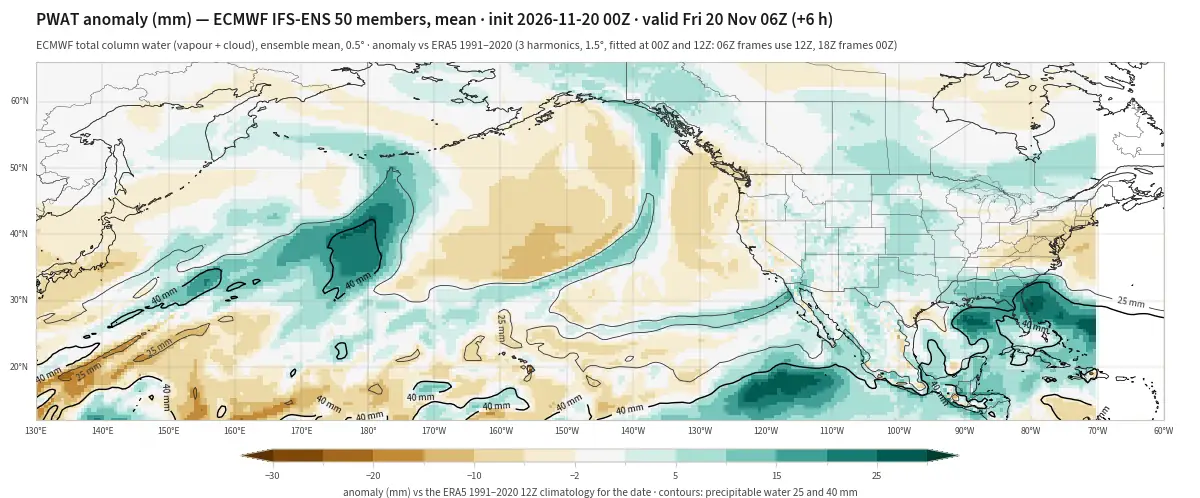 PWAT anomaly (mm) — ECMWF IFS-ENS 50 members, mean · init 2026-11-20 00Z · valid Fri 20 Nov 06Z (+6 h)
ECMWF total column water (vapour + cloud), ensemble mean, 0.5° · anomaly vs ERA5 1991–2020 (3 harmonics, 1.5°, fitted at 00Z and 12Z: 06Z frames use 12Z, 18Z frames 00Z)
60°N
50°N
40°N
30°N
20°N
40 mm
40 mm
25 mm
40 mm
25 mm
25 mm
40 mm
25 mm
40 mm
40 mm
40 mm
40 mm
40 mm
40 mm
40 mm
40 mm
130°E 140°E 150°E 160°E 170°E 180° 170°W 160°W 150°W 140°W 130°W 120°W 110°W 100°W 90°W 80°W 70°W 60°W
−30 −20 −10 −2 5 15 25
anomaly (mm) vs the ERA5 1991–2020 12Z climatology for the date · contours: precipitable water 25 and 40 mm